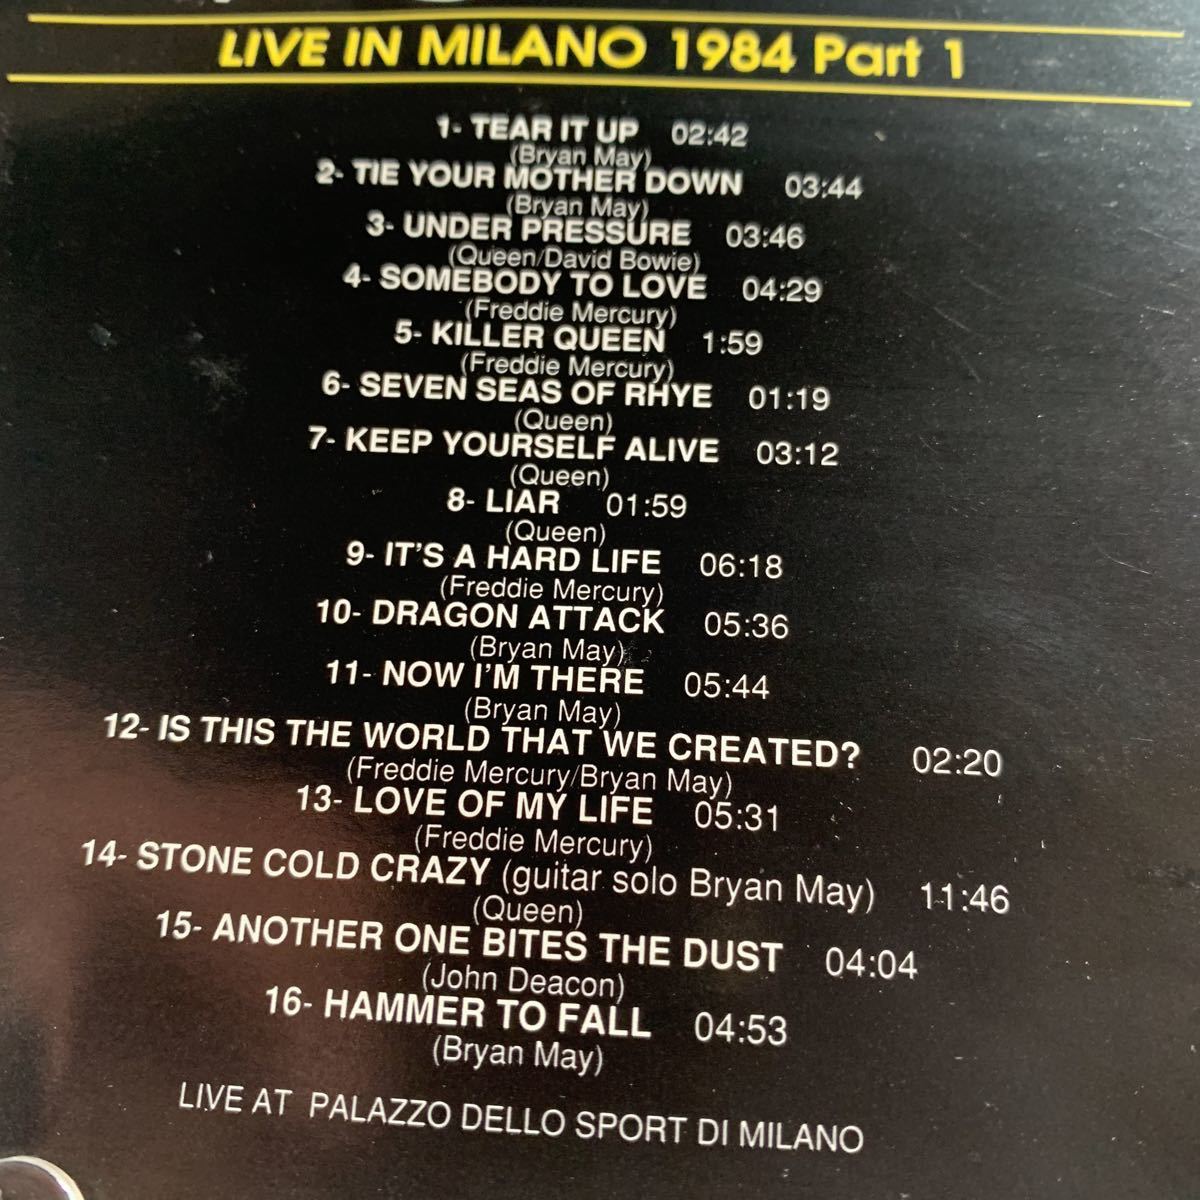 LIVE IN MILANO 1984 Part 1
1- TEAR IT UP 02:42
(Bryan May)
2- TIE YOUR MOTHER DOWN 03:44
(Bryan May)
3- UNDER PRESSURE 03:46
(Queen/David Bowie)
4- SOMEBODY TO LOVE 04:29
(Freddie Mercury)
5- KILLER QUEEN 1:59
(Freddie Mercury)
6- SEVEN SEAS OF RHYE 01:19
(Queen)
7- KEEP YOURSELF ALIVE 03:12
(Queen)
8- LIAR 01:59
(Queen)
9- IT'S A HARD LIFE 06:18
(Freddie Mercury)
10- DRAGON ATTACK 05:36
(Bryan May)
11- NOW I'M THERE 05:44
(Bryan May)
12- IS THIS THE WORLD THAT WE CREATED? 02:20
(Freddie Mercury/Bryan May)
13- LOVE OF MY LIFE 05:31
(Freddie Mercury)
14- STONE COLD CRAZY (guitar solo Bryan May) 11:46
(Queen)
15- ANOTHER ONE BITES THE DUST 04:04
(John Deacon)
16- HAMMER TO FALL 04:53
(Bryan May)
LIVE AT PALAZZO DELLO SPORT DI MILANO